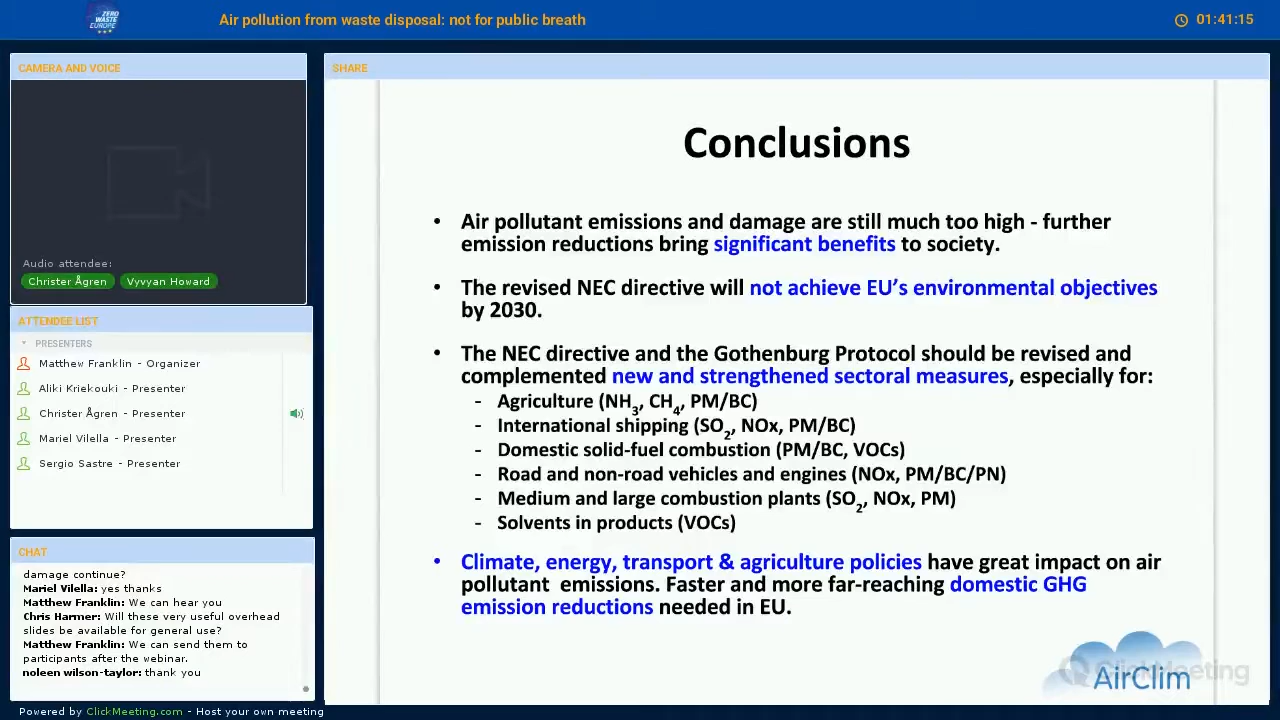 ZERO WASTE EUROPE
Air pollution from waste disposal: not for public breath
01:41:15
CAMERA AND VOICE
Audio attendee:
Christer Ågren
Vyvyan Howard
ATTENDEE LIST
PRESENTERS
Matthew Franklin - Organizer
Aliki Kriekouki - Presenter
Christer Ågren - Presenter
Mariel Vilella - Presenter
Sergio Sastre - Presenter
CHAT
damage continue?
Mariel Vilella: yes thanks
Matthew Franklin: We can hear you
Chris Harmer: Will these very useful overhead
slides be available for general use?
Matthew Franklin: We can send them to
participants after the webinar.
noleen wilson-taylor: thank you
SHARE
Conclusions
• Air pollutant emissions and damage are still much too high - further
emission reductions bring significant benefits to society.
• The revised NEC directive will not achieve EU’s environmental objectives
by 2030.
• The NEC directive and the Gothenburg Protocol should be revised and
complemented new and strengthened sectoral measures, especially for:
- Agriculture (NH3, CH4, PM/BC)
- International shipping (SO2, NOx, PM/BC)
- Domestic solid-fuel combustion (PM/BC, VOCs)
- Road and non-road vehicles and engines (NOx, PM/BC/PN)
- Medium and large combustion plants (SO2, NOx, PM)
- Solvents in products (VOCs)
• Climate, energy, transport & agriculture policies have great impact on air
pollutant  emissions. Faster and more far-reaching domestic GHG
emission reductions needed in EU.
ClickMeeting
AirClim
Powered by ClickMeeting.com - Host your own meeting